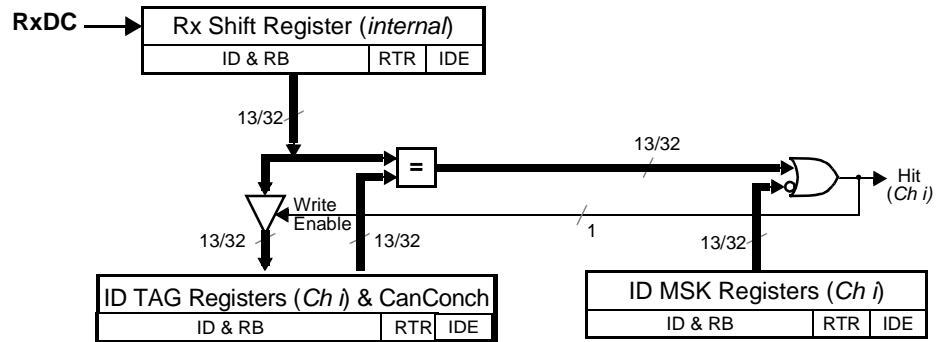 RxDC
Rx Shift Register (internal)
ID & RB RTR IDE
13/32
=
13/32
Hit
(Ch i)
Write
Enable
1
13/32
13/32
13/32
ID TAG Registers (Ch i) & CanConch
ID & RB RTR IDE
ID MSK Registers (Ch i)
ID & RB RTR IDE